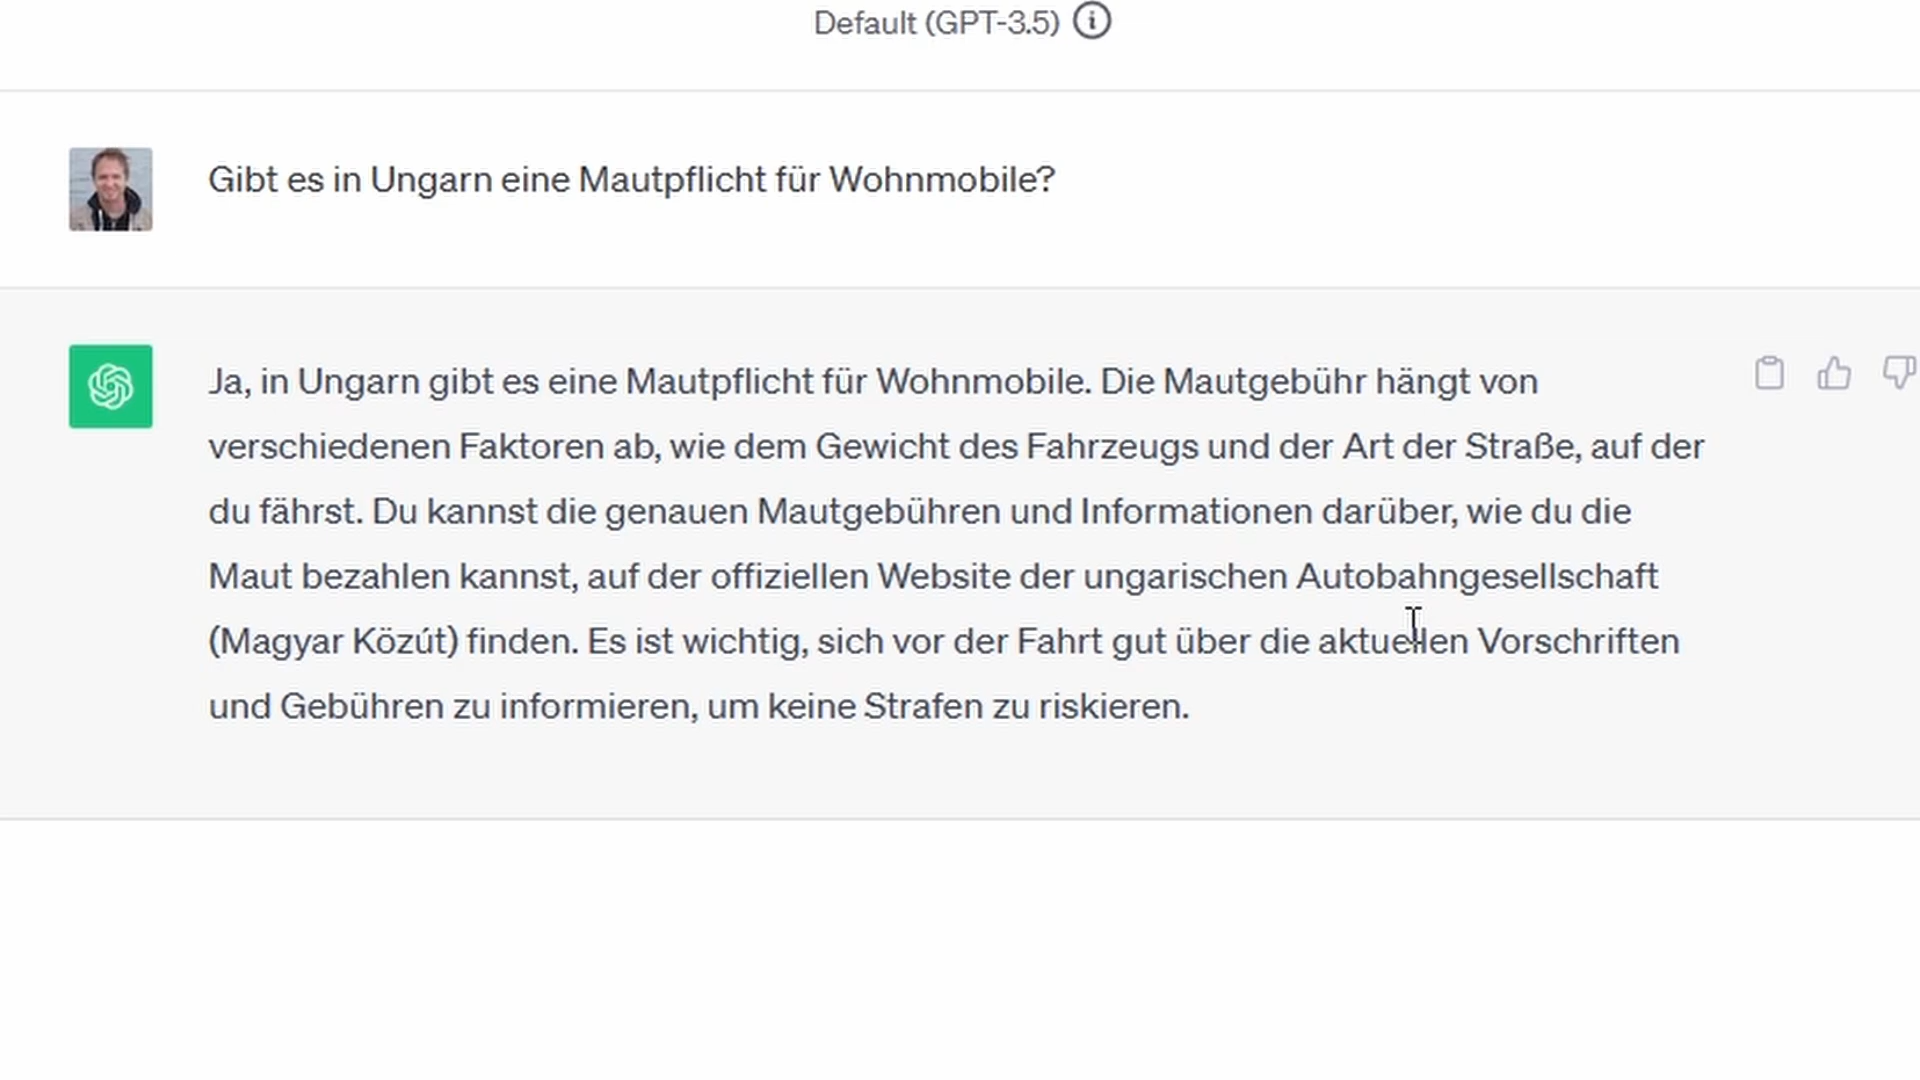 Default (GPT-3.5)
Gibt es in Ungarn eine Mautpflicht für Wohnmobile?
Ja, in Ungarn gibt es eine Mautpflicht für Wohnmobile. Die Mautgebühr hängt von
verschiedenen Faktoren ab, wie dem Gewicht des Fahrzeugs und der Art der Straße, auf der
du fährst. Du kannst die genauen Mautgebühren und Informationen darüber, wie du die
Maut bezahlen kannst, auf der offiziellen Website der ungarischen Autobahngesellschaft
(Magyar Közút) finden. Es ist wichtig, sich vor der Fahrt gut über die aktuellen Vorschriften
und Gebühren zu informieren, um keine Strafen zu riskieren.